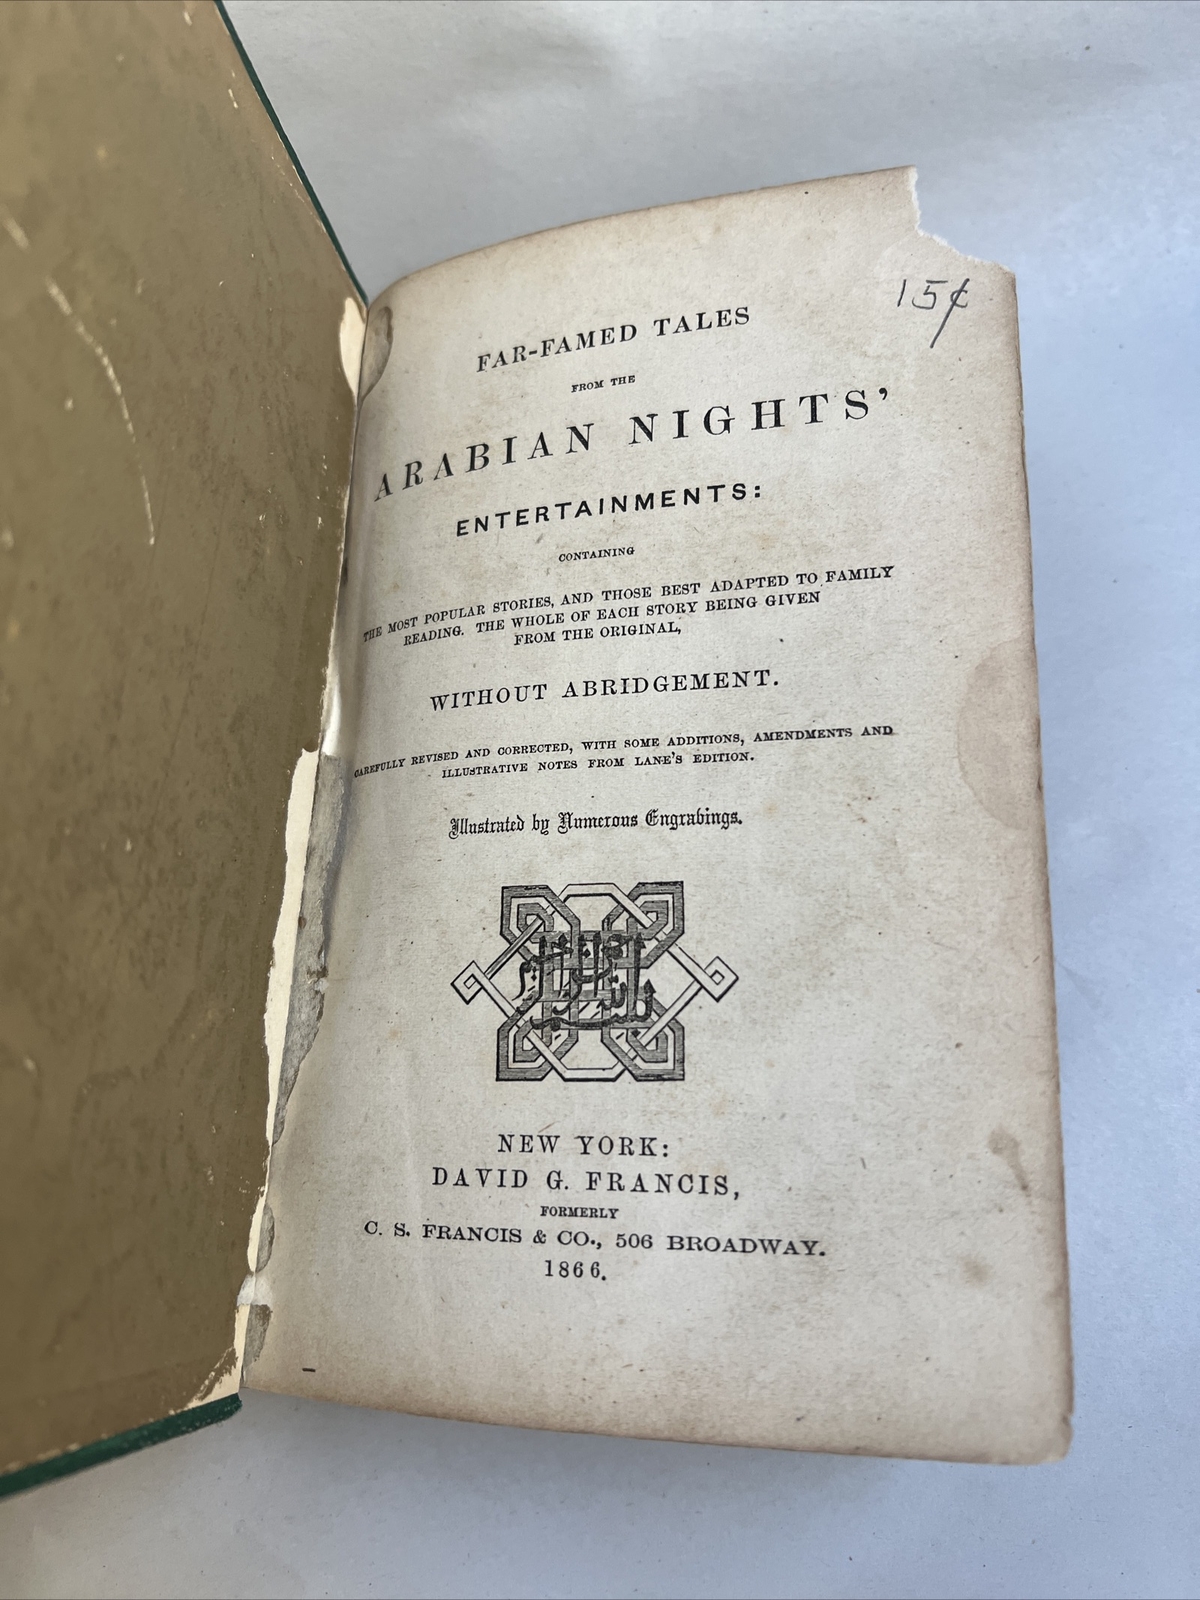 15¢
FAR-FAMED TALES
FROM THE
ARABIAN NIGHTS'
ENTERTAINMENTS:
CONTAINING
THE MOST POPULAR STORIES, AND THOSE BEST ADAPTED TO FAMILY
READING. THE WHOLE OF EACH STORY BEING GIVEN
FROM THE ORIGINAL,
WITHOUT ABRIDGEMENT.
CAREFULLY REVISED AND CORRECTED, WITH SOME ADDITIONS, AMENDMENTS AND
ILLUSTRATIVE NOTES FROM LANE'S EDITION.
Illustrated by Numerous Engravings.
NEW YORK:
DAVID G. FRANCIS,
FORMERLY
C. S. FRANCIS & CO., 506 BROADWAY.
1866.